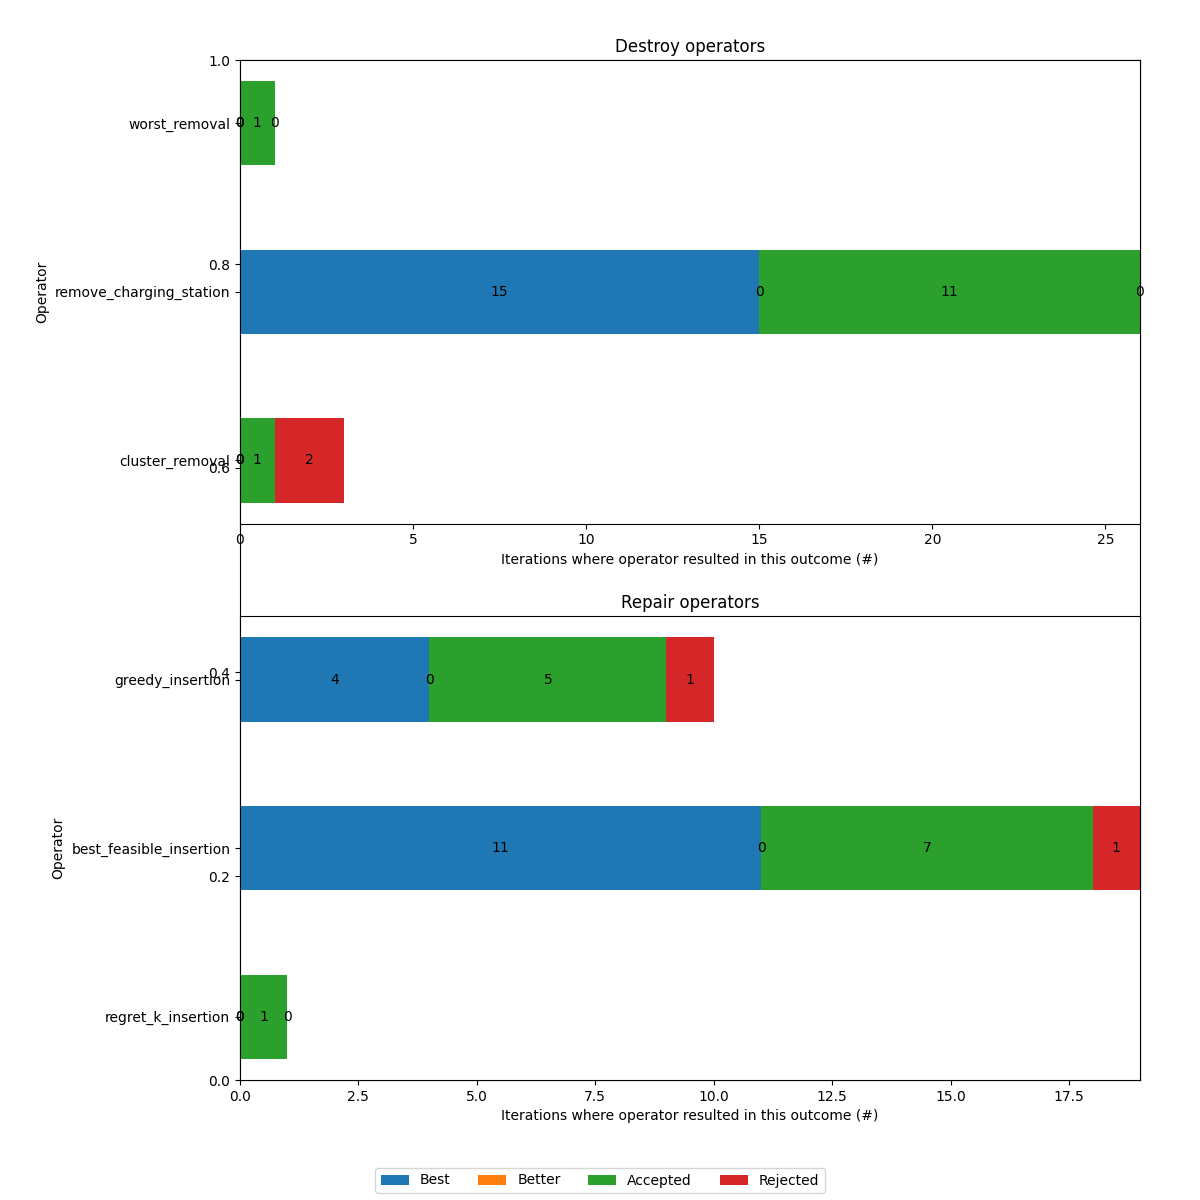 Destroy operators
1.0
worst_removal 0 0 1 0
Operator
0.8
remove_charging_station 15 0 11 0
cluster_removal 0 0 1 2
0.6
0 5 10 15 20 25
Iterations where operator resulted in this outcome (#)
Repair operators
0.4
greedy_insertion 4 0 5 1
Operator
best_feasible_insertion 11 0 7 1
0.2
regret_k_insertion 0 0 1 0
0.0
0.0 2.5 5.0 7.5 10.0 12.5 15.0 17.5
Iterations where operator resulted in this outcome (#)
Best Better Accepted Rejected